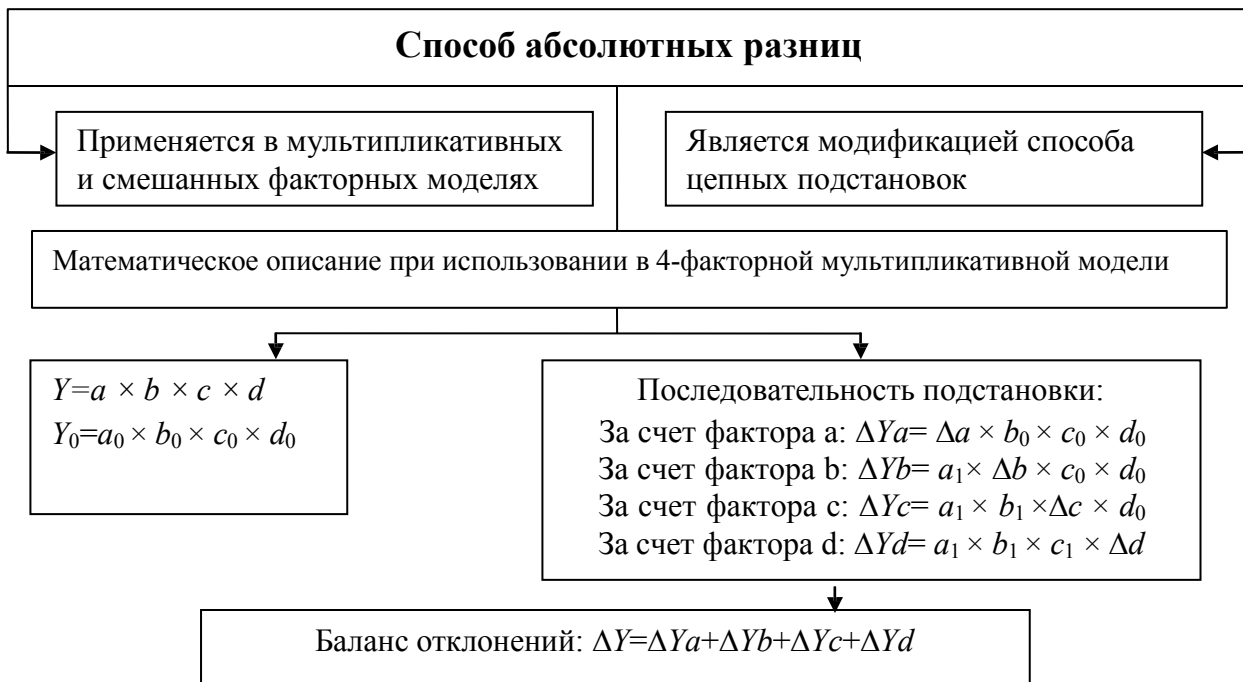 Способ абсолютных разниц
Применяется в мультипликативных
и смешанных факторных моделях
Является модификацией способа
цепных подстановок
Математическое описание при использовании в 4-факторной мультипликативной модели
Y=a × b × c × d
Y₀=a₀ × b₀ × c₀ × d₀
Последовательность подстановки:
За счет фактора a: ΔYa= Δa × b₀ × c₀ × d₀
За счет фактора b: ΔYb= a₁× Δb × c₀ × d₀
За счет фактора c: ΔYc= a₁ × b₁ ×Δc × d₀
За счет фактора d: ΔYd= a₁ × b₁ × c₁ × Δd
Баланс отклонений: ΔY=ΔYa+ΔYb+ΔYc+ΔYd